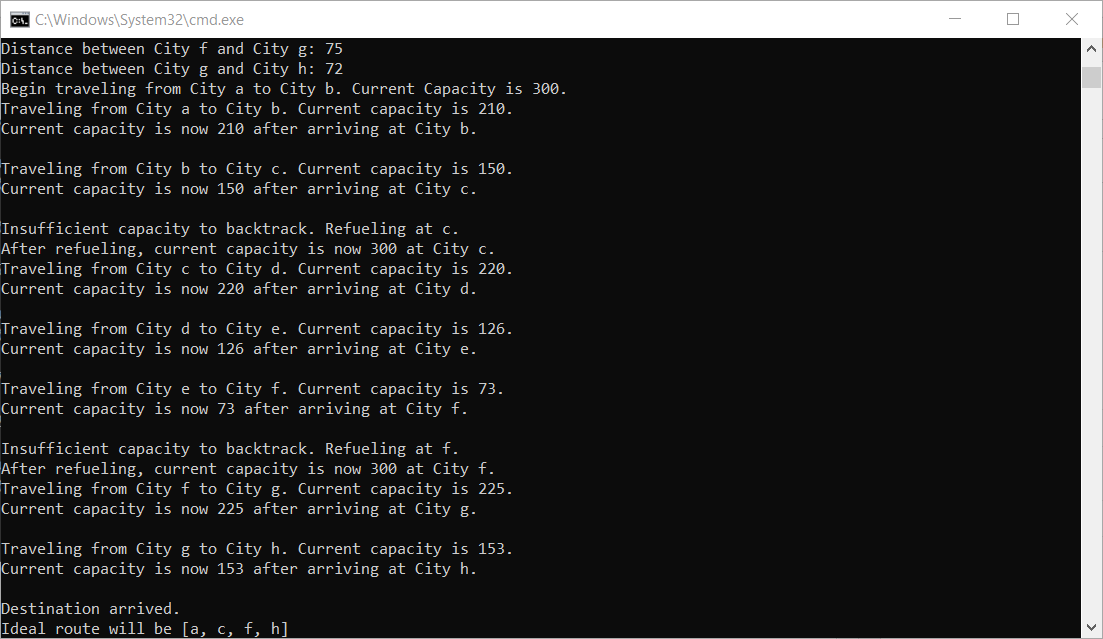 C:\Windows\System32\cmd.exe
Distance between City f and City g: 75
Distance between City g and City h: 72
Begin traveling from City a to City b. Current Capacity is 300.
Traveling from City a to City b. Current capacity is 210.
Current capacity is now 210 after arriving at City b.
Traveling from City b to City c. Current capacity is 150.
Current capacity is now 150 after arriving at City c.
Insufficient capacity to backtrack. Refueling at c.
After refueling, current capacity is now 300 at City c.
Traveling from City c to City d. Current capacity is 220.
Current capacity is now 220 after arriving at City d.
Traveling from City d to City e. Current capacity is 126.
Current capacity is now 126 after arriving at City e.
Traveling from City e to City f. Current capacity is 73.
Current capacity is now 73 after arriving at City f.
Insufficient capacity to backtrack. Refueling at f.
After refueling, current capacity is now 300 at City f.
Traveling from City f to City g. Current capacity is 225.
Current capacity is now 225 after arriving at City g.
Traveling from City g to City h. Current capacity is 153.
Current capacity is now 153 after arriving at City h.
Destination arrived.
Ideal route will be [a, c, f, h]